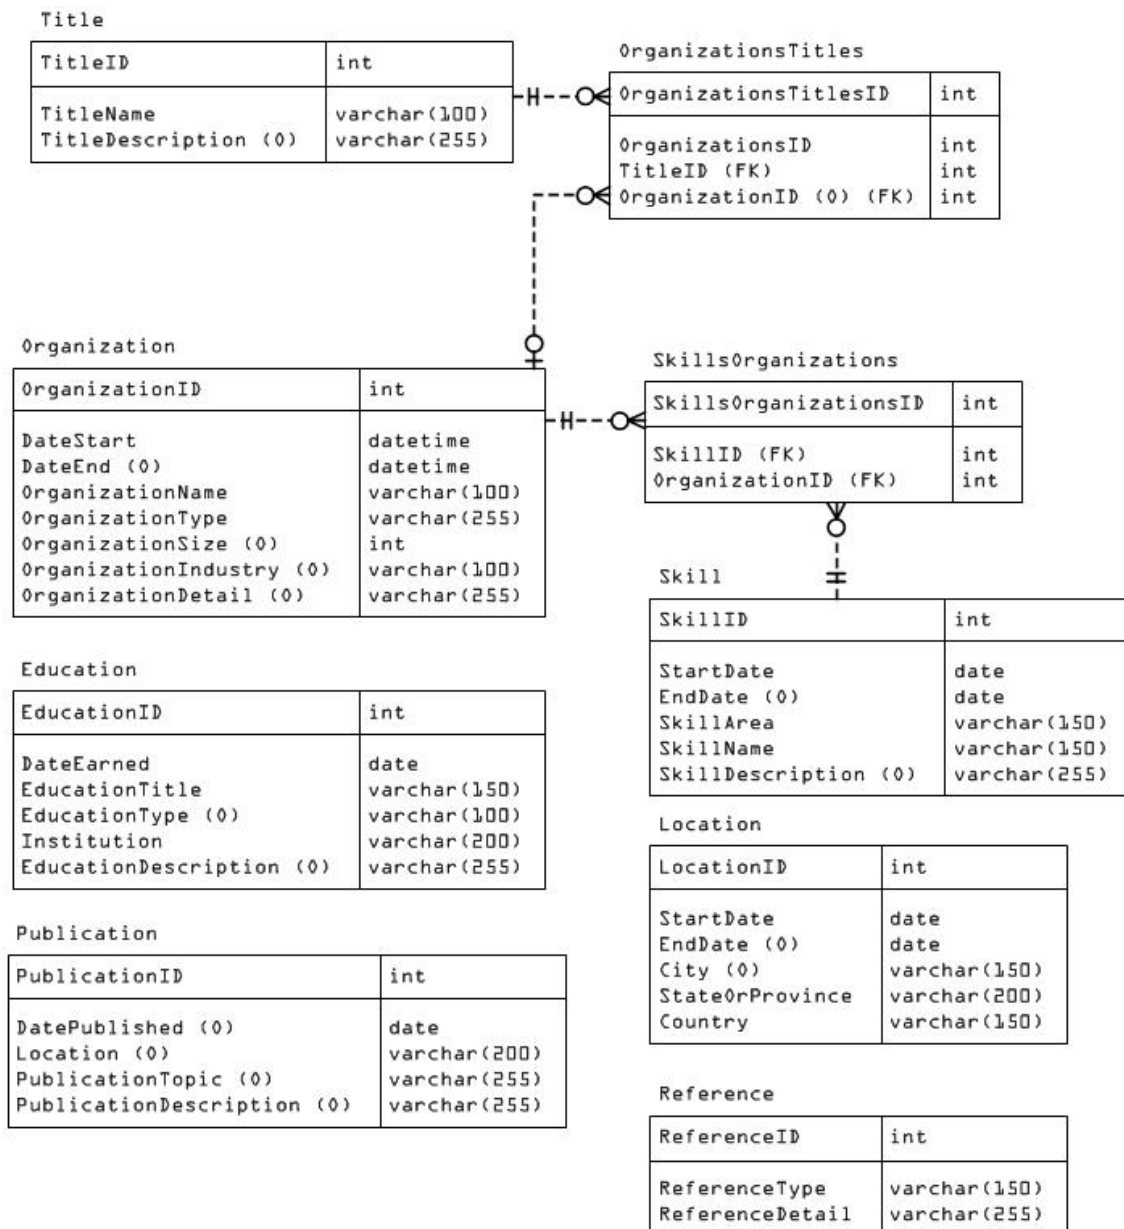 Title
TitleID int
TitleName varchar(100)
TitleDescription (O) varchar(255)
OrganizationsTitles
OrganizationsTitlesID int
OrganizationsID int
TitleID (FK) int
OrganizationID (O) (FK) int
Organization
OrganizationID int
DateStart datetime
DateEnd (O) datetime
OrganizationName varchar(100)
OrganizationType varchar(255)
OrganizationSize (O) int
OrganizationIndustry (O) varchar(100)
OrganizationDetail (O) varchar(255)
SkillsOrganizations
SkillsOrganizationsID int
SkillID (FK) int
OrganizationID (FK) int
Skill
SkillID int
StartDate date
EndDate (O) date
SkillArea varchar(150)
SkillName varchar(150)
SkillDescription (O) varchar(255)
Education
EducationID int
DateEarned date
EducationTitle varchar(150)
EducationType (O) varchar(100)
Institution varchar(200)
EducationDescription (O) varchar(255)
Location
LocationID int
StartDate date
EndDate (O) date
City (O) varchar(150)
StateOrProvince varchar(200)
Country varchar(150)
Publication
PublicationID int
DatePublished (O) date
Location (O) varchar(200)
PublicationTopic (O) varchar(255)
PublicationDescription (O) varchar(255)
Reference
ReferenceID int
ReferenceType varchar(150)
ReferenceDetail varchar(255)